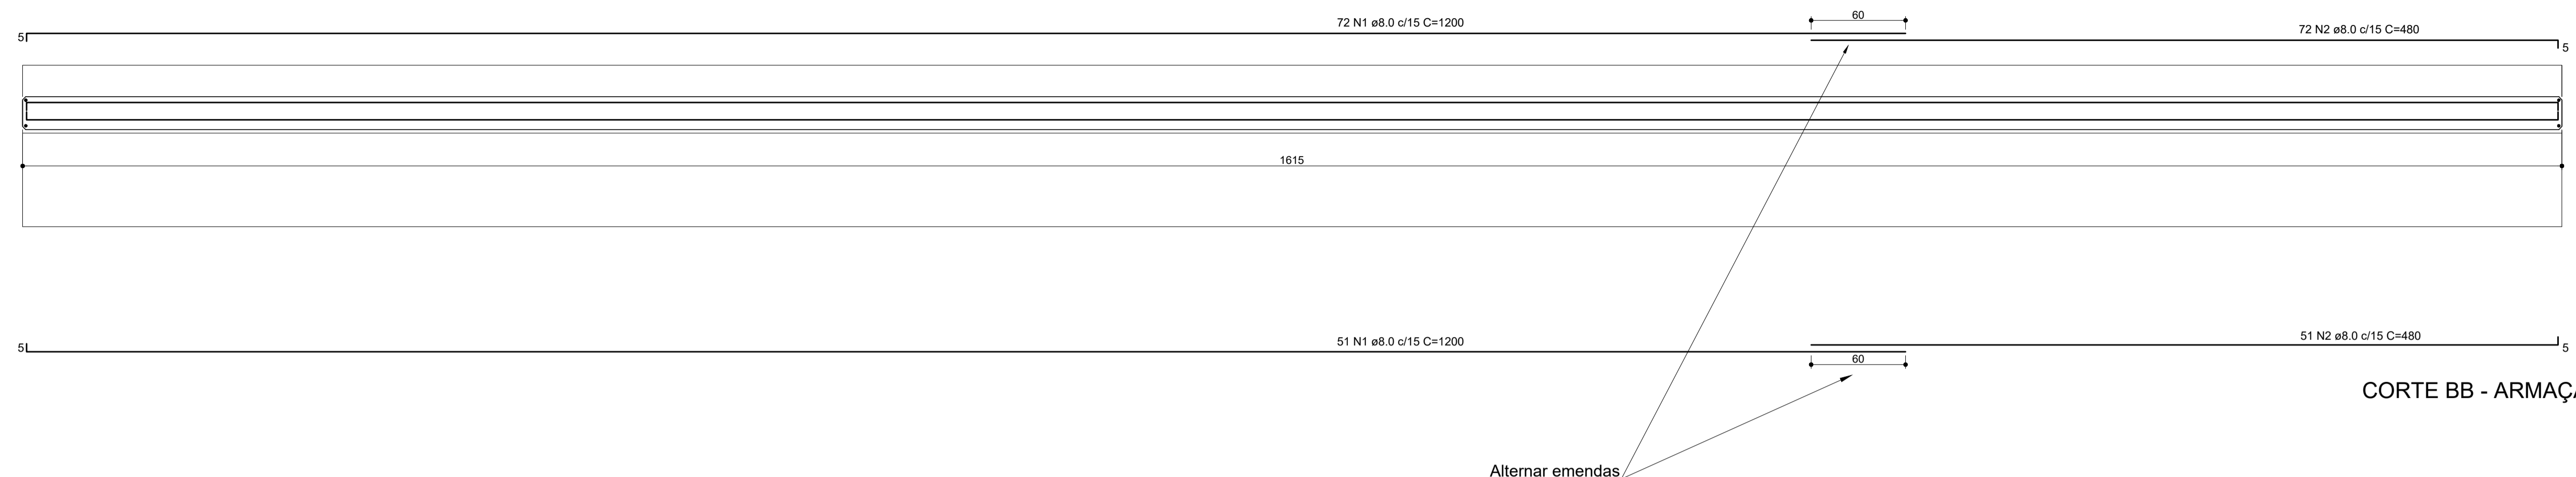 72 N1 ø8.0 c/15 C=1200
60
72 N2 ø8.0 c/15 C=480
5
5
1615
51 N1 ø8.0 c/15 C=1200
51 N2 ø8.0 c/15 C=480
5
5
60
CORTE BB - ARMAÇA
Alternar emendas